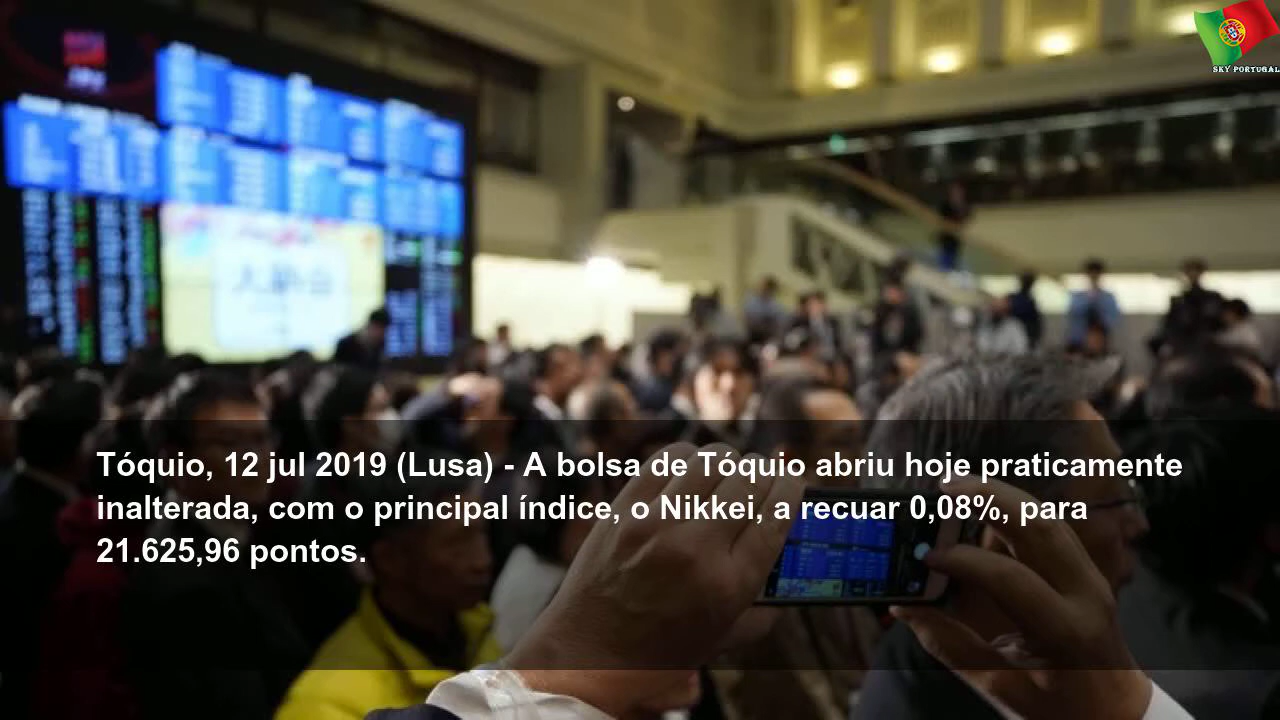 SKY PORTUGAL
Tóquio, 12 jul 2019 (Lusa) - A bolsa de Tóquio abriu hoje praticamente
inalterada, com o principal índice, o Nikkei, a recuar 0,08%, para
21.625,96 pontos.